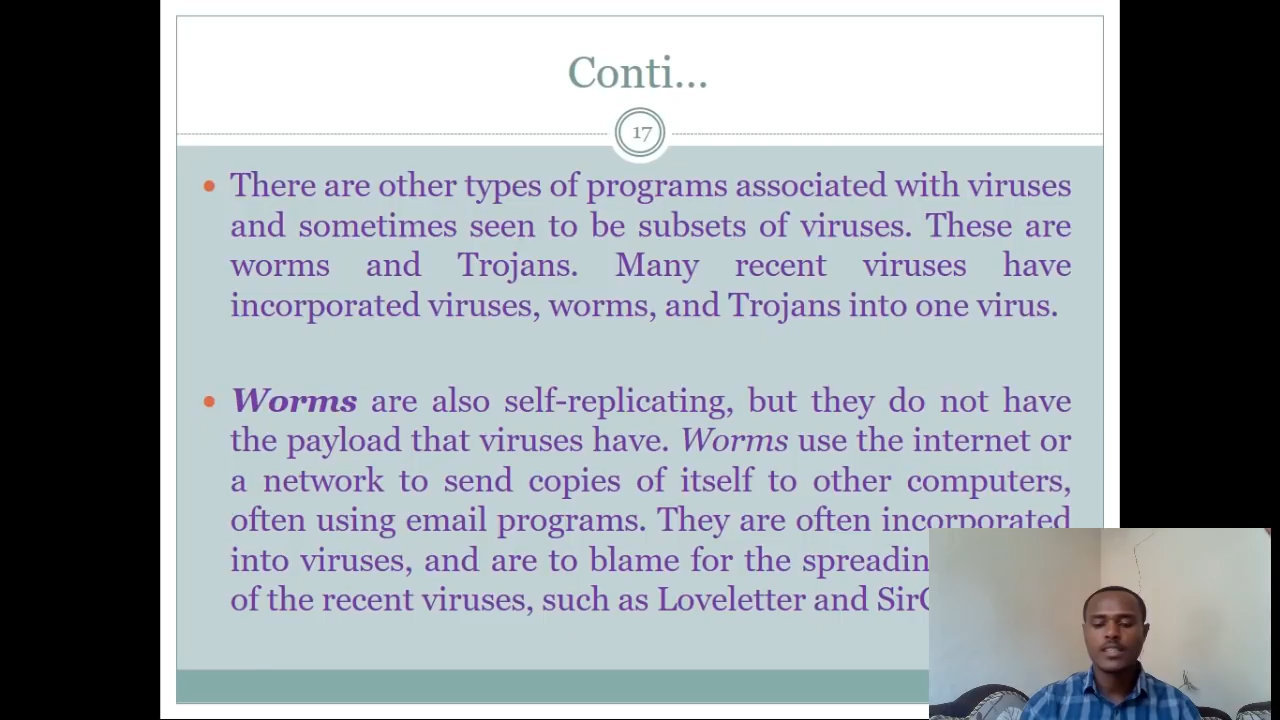 Conti...
17
There are other types of programs associated with viruses
and sometimes seen to be subsets of viruses. These are
worms and Trojans. Many recent viruses have
incorporated viruses, worms, and Trojans into one virus.
Worms are also self-replicating, but they do not have
the payload that viruses have. Worms use the internet or
a network to send copies of itself to other computers,
often using email programs. They are often incorporated
into viruses, and are to blame for the
of the recent viruses, such as Loveletter and